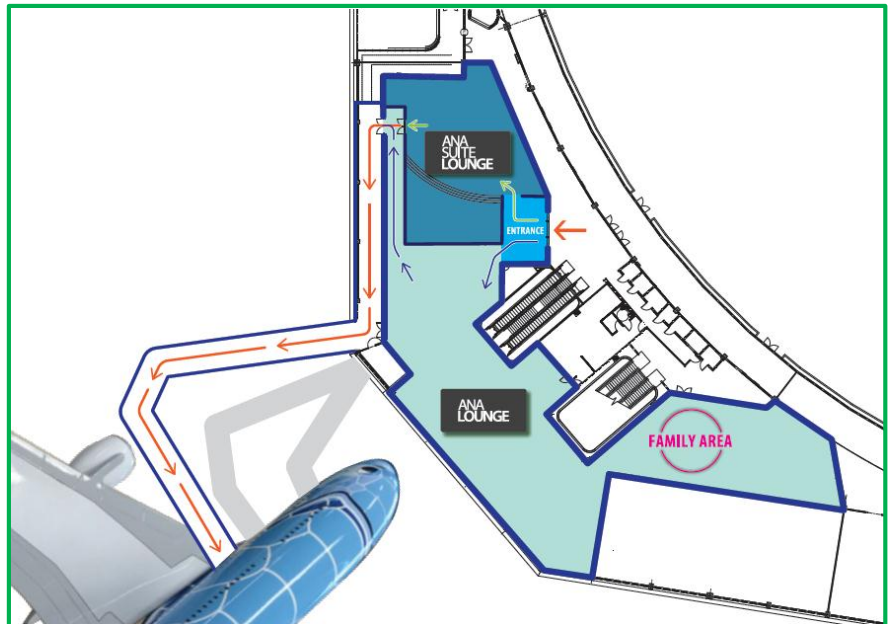 ANA
SUITE
LOUNGE
ENTRANCE
ANA
LOUNGE
FAMILY AREA